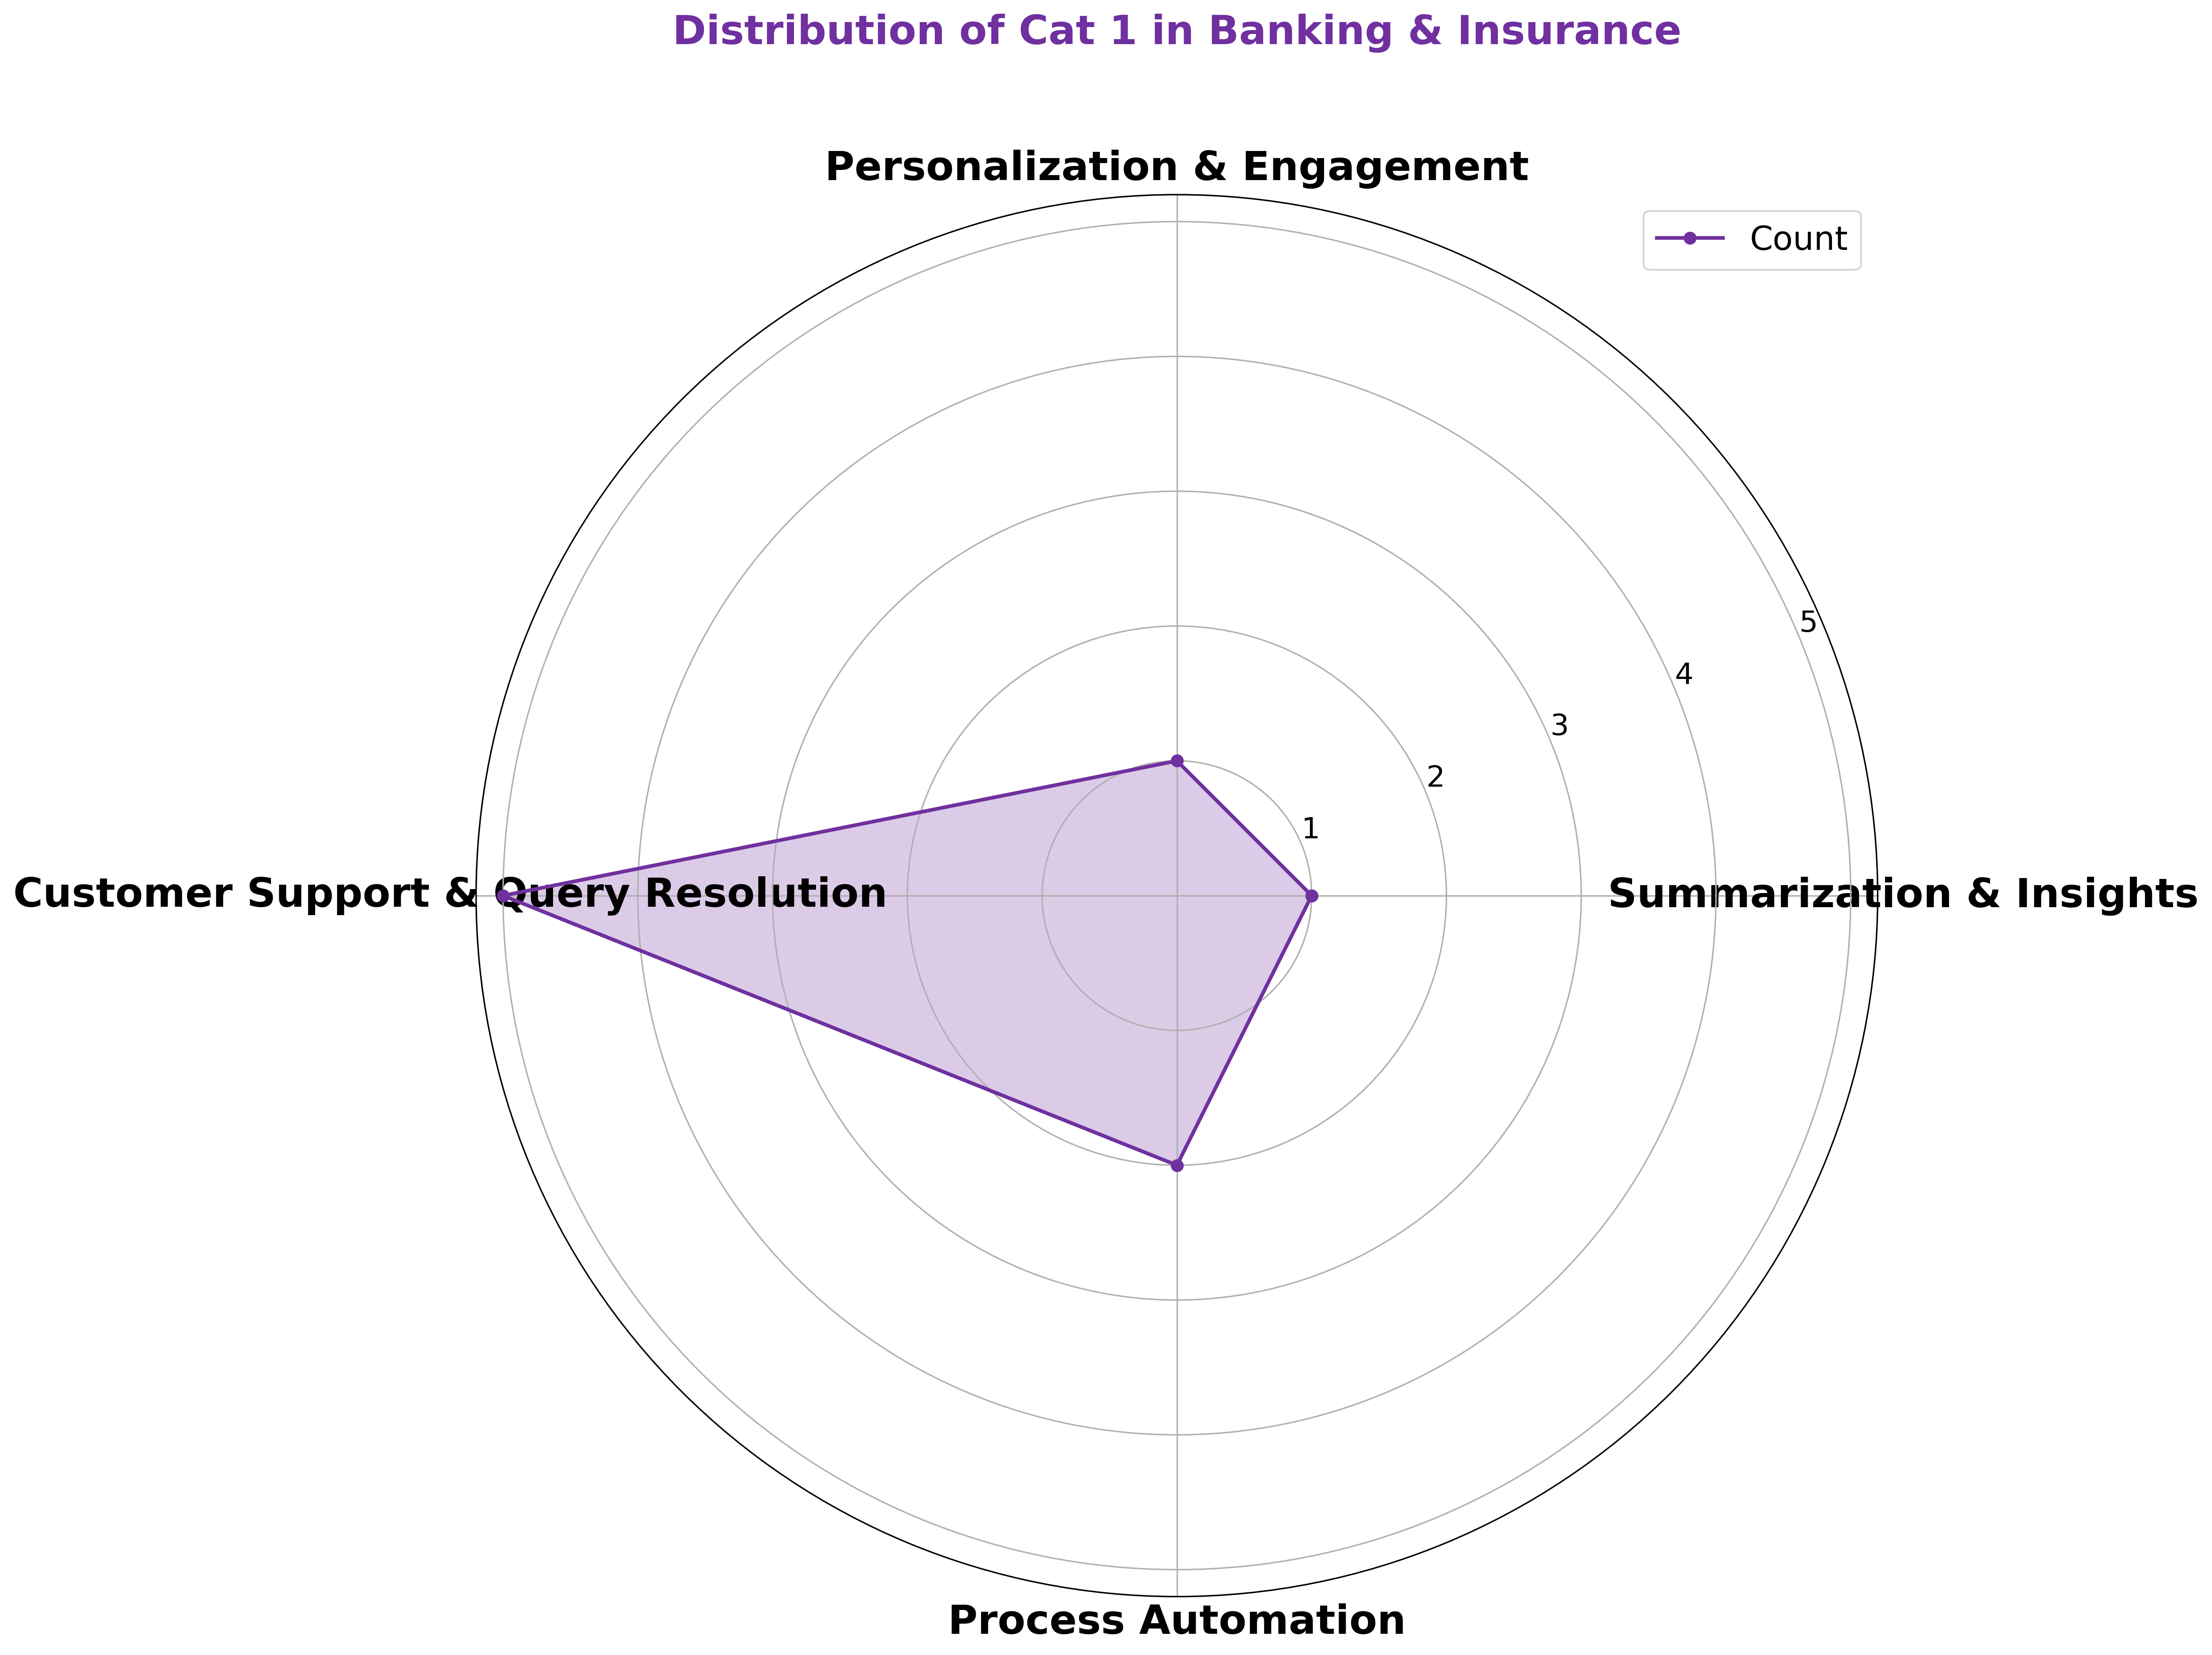 Distribution of Cat 1 in Banking & Insurance
Personalization & Engagement
Count
5
4
3
2
1
Customer Support & Query Resolution
Summarization & Insights
Process Automation